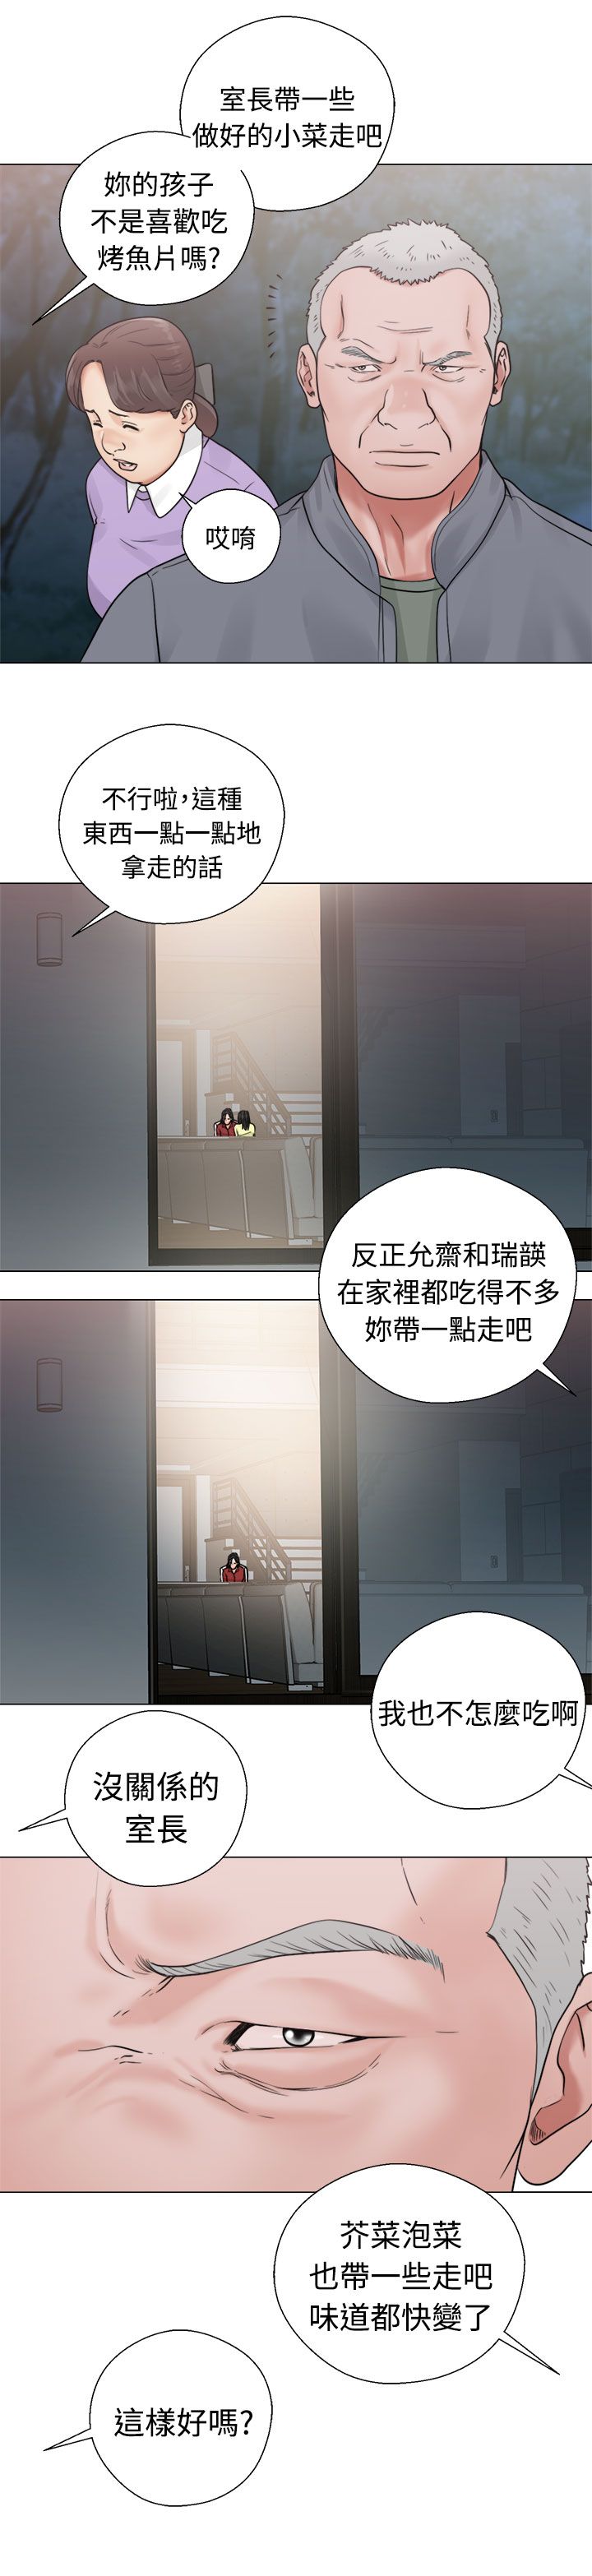 室長帶一些
做好的小菜走吧
妳的孩子
不是喜歡吃
烤魚片嗎?
哎唷
不行啦，這種
東西一點一點地
拿走的話
反正允齋和瑞韺
在家裡都吃得不多
妳帶一點走吧
我也不怎麼吃啊
沒關係的
室長
芥菜泡菜
也帶一些走吧
味道都快變了
這樣好嗎?